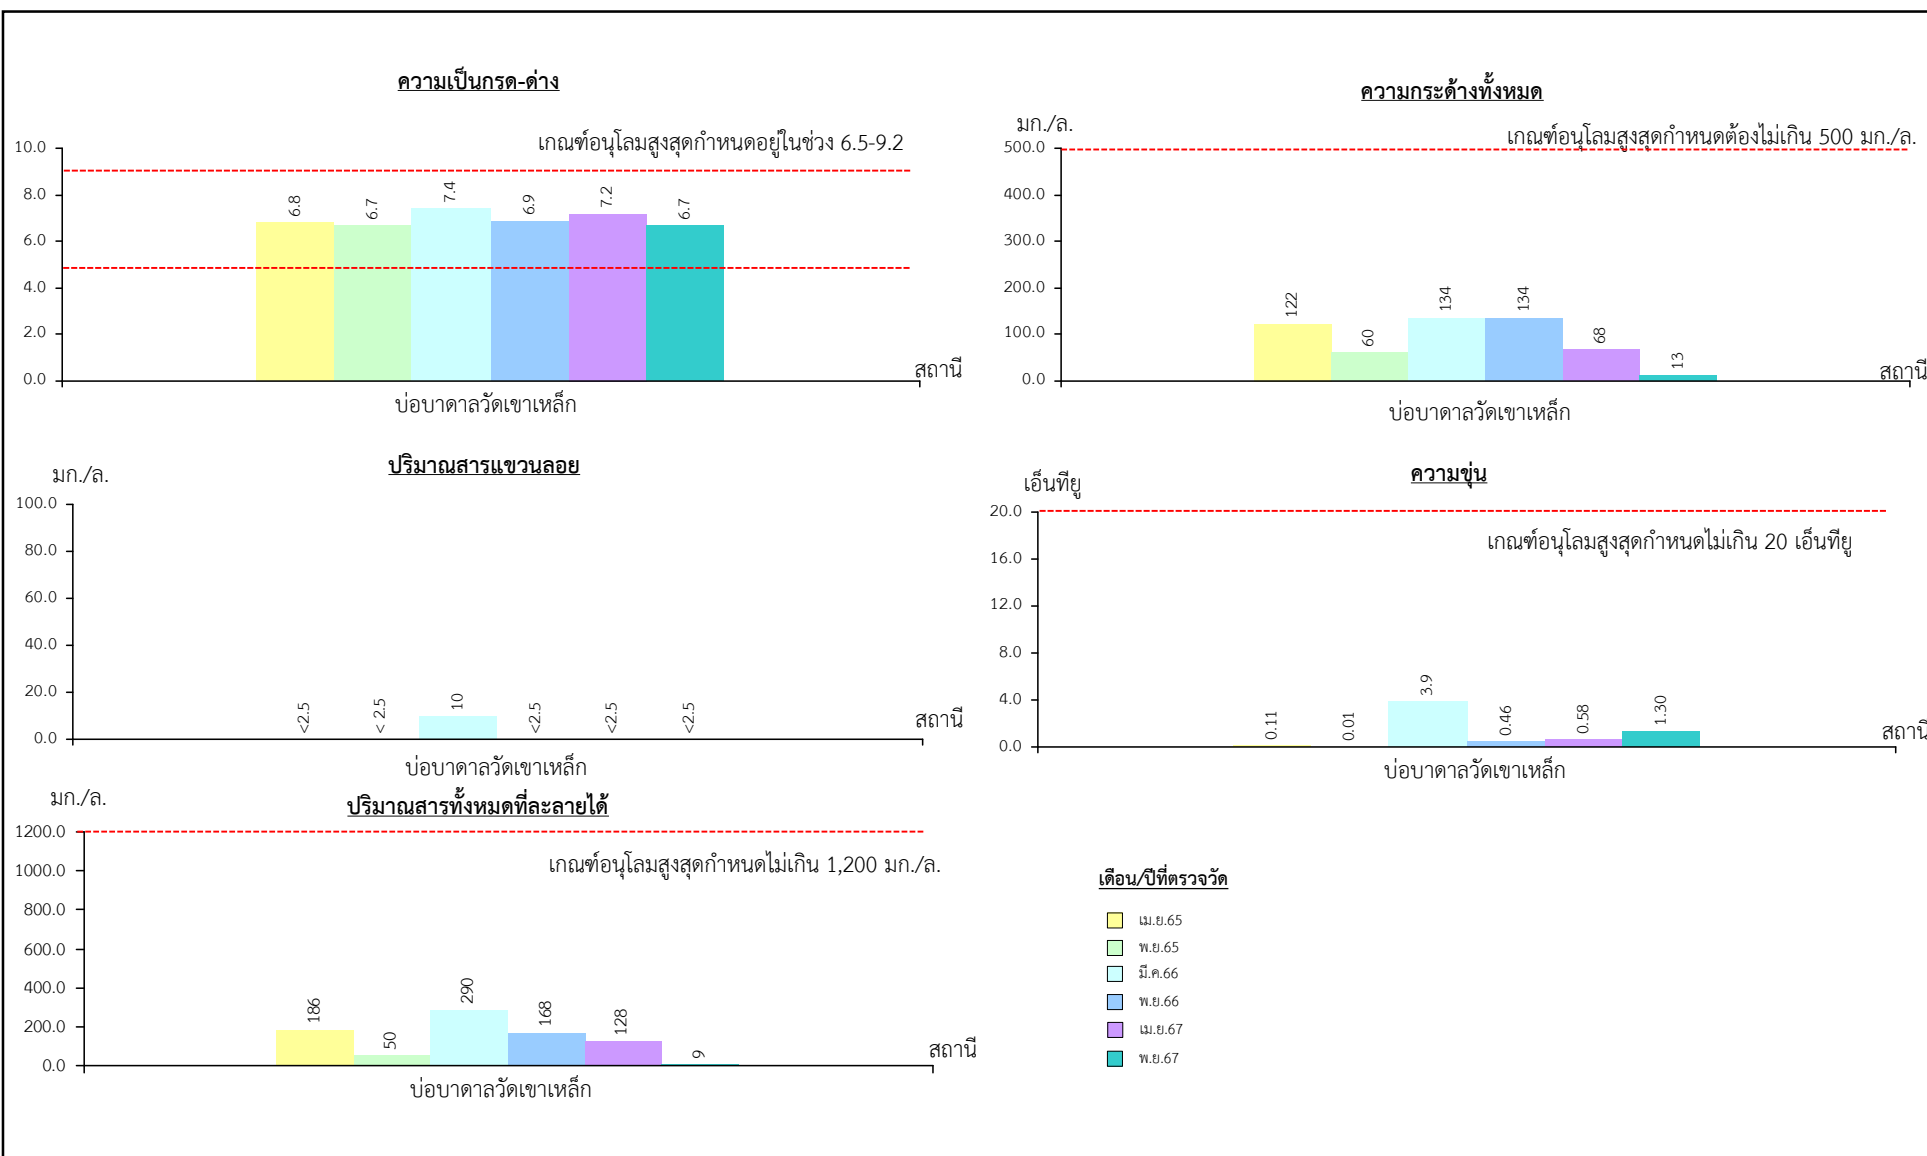 ความเป็นกรด-ด่าง
เกณฑ์อนุโลมสูงสุดกำหนดอยู่ในช่วง 6.5-9.2
10.0
8.0
6.0
4.0
2.0
0.0
6.8
6.7
7.4
6.9
7.2
6.7
สถานี
บ่อบาดาลวัดเขาเหล็ก
ความกระด้างทั้งหมด
มก./ล.
เกณฑ์อนุโลมสูงสุดกำหนดต้องไม่เกิน 500 มก./ล.
500.0
400.0
300.0
200.0
100.0
0.0
122
60
134
134
68
13
สถานี
บ่อบาดาลวัดเขาเหล็ก
ปริมาณสารแขวนลอย
มก./ล.
100.0
80.0
60.0
40.0
20.0
0.0
<2.5
< 2.5
10
<2.5
<2.5
<2.5
สถานี
บ่อบาดาลวัดเขาเหล็ก
ความขุ่น
เอ็นทียู
20.0
16.0
12.0
8.0
4.0
0.0
เกณฑ์อนุโลมสูงสุดกำหนดไม่เกิน 20 เอ็นทียู
0.11
0.01
3.9
0.46
0.58
1.30
สถานี
บ่อบาดาลวัดเขาเหล็ก
มก./ล.
ปริมาณสารทั้งหมดที่ละลายได้
1200.0
1000.0
800.0
600.0
400.0
200.0
0.0
เกณฑ์อนุโลมสูงสุดกำหนดไม่เกิน 1,200 มก./ล.
186
50
290
168
128
9
สถานี
บ่อบาดาลวัดเขาเหล็ก
เดือน/ปีที่ตรวจวัด
เม.ย.65
พ.ย.65
มี.ค.66
พ.ย.66
เม.ย.67
พ.ย.67